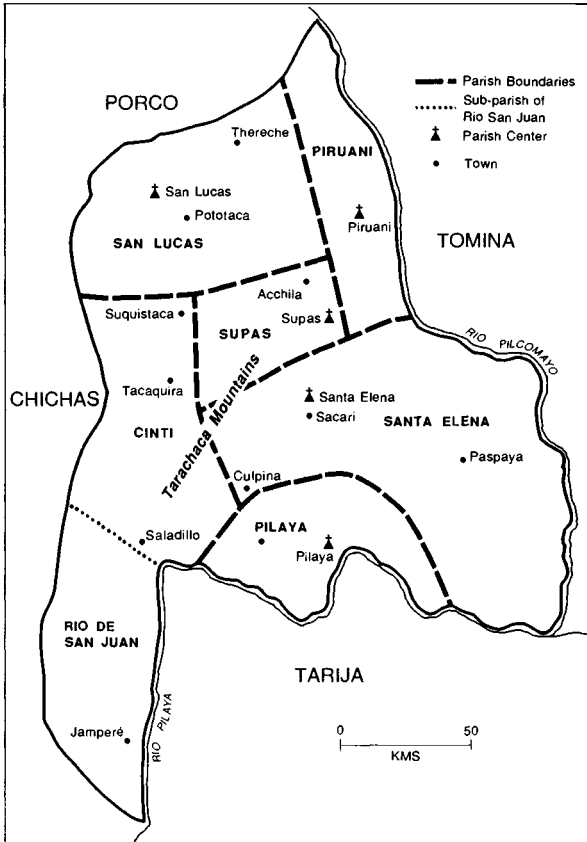 Parish Boundaries
Sub-parish of
Rio San Juan
Parish Center
Town
PORCO
Thereche
PIRUANI
San Lucas
Pototaca
Piruani
SAN LUCAS
TOMINA
Acchila
Suquistaca
SUPAS
Supas
RIO PILCOMAYO
Tarachaca Mountains
Tacaquira
CHICHAS
Santa Elena
Sacari
SANTA ELENA
CINTI
Paspaya
Culpina
Saladillo
PILAYA
Pilaya
RIO DE
SAN JUAN
TARIJA
RIO PILAYA
Jamperé
0 50
KMS